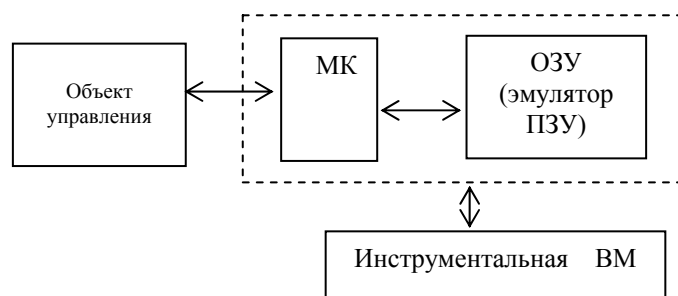 Объект
управления
МК
ОЗУ
(эмулятор
ПЗУ)
Инструментальная ВМ